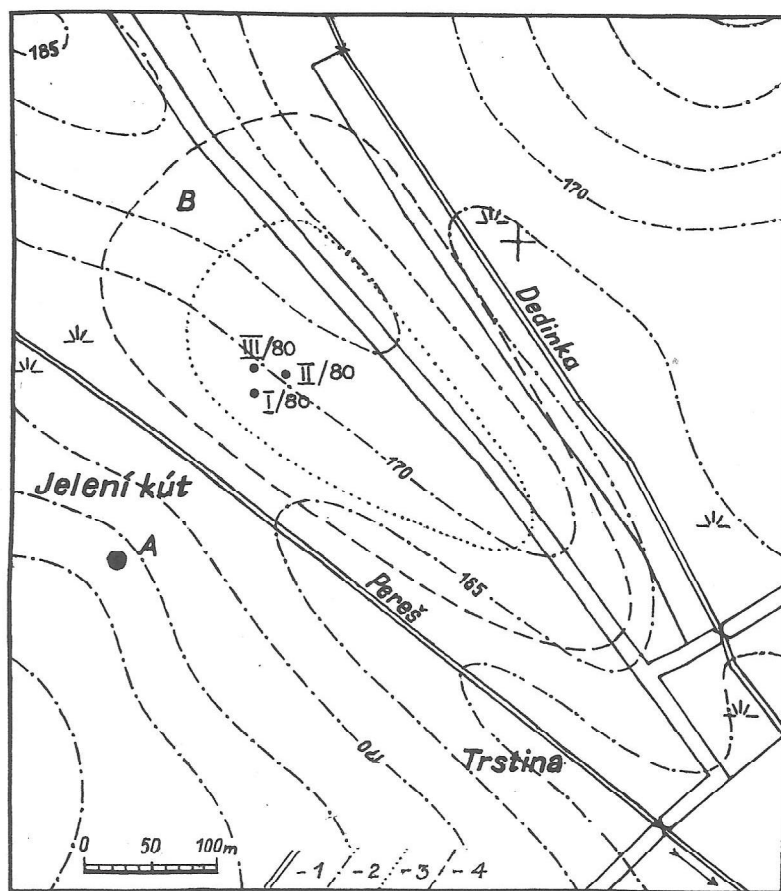 185
B
170
Dedinka
III/80
II/80
I/80
Jelení kút
170
A
165
Pereš
170
Trstina
0 50 100m
-1 -2 -3 -4